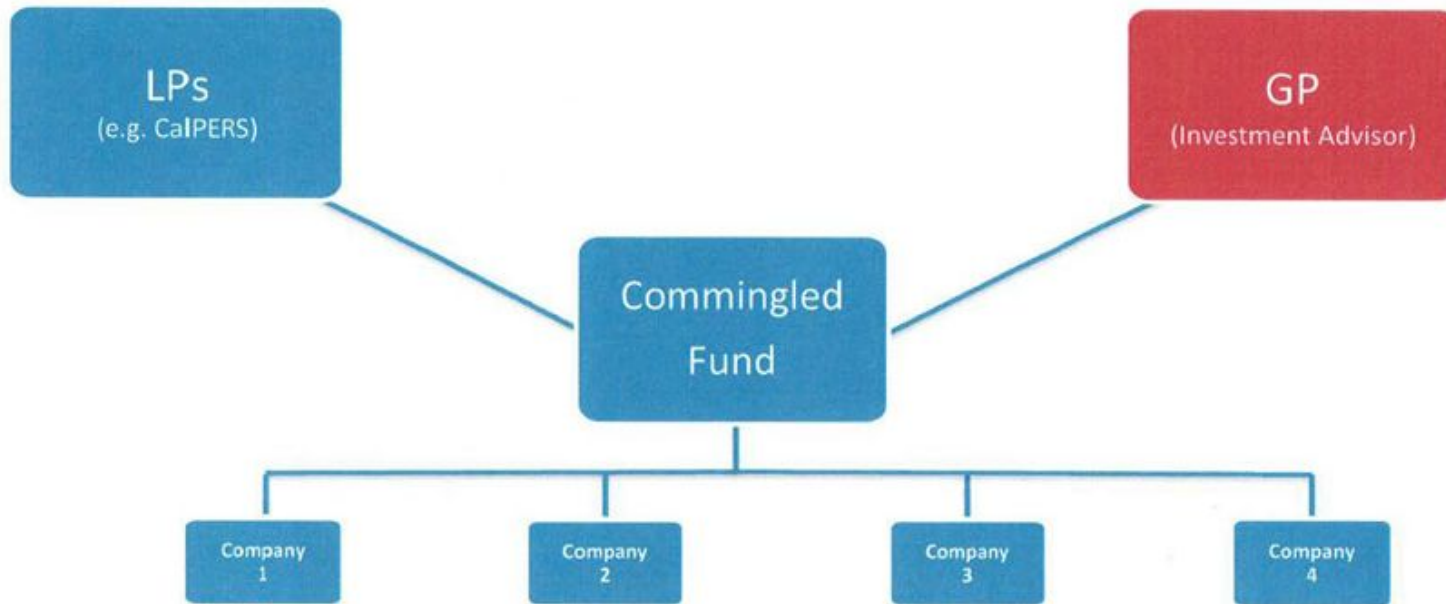 LPs
(e.g. CalPERS)
GP
(Investment Advisor)
Commingled
Fund
Company
1
Company
2
Company
3
Company
4